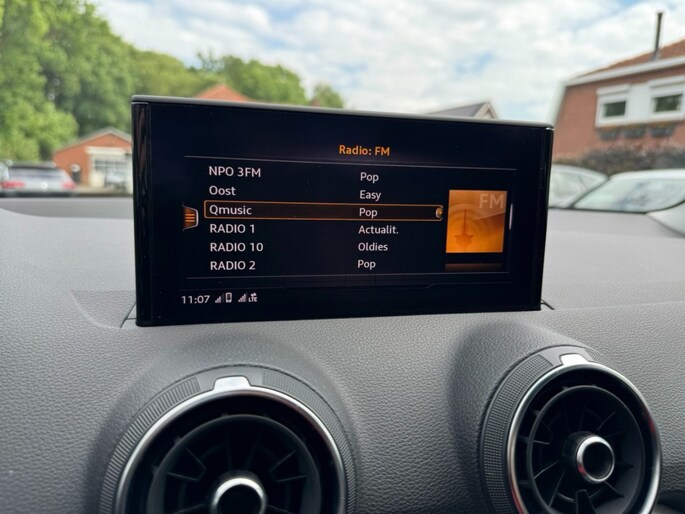 Radio: FM
NPO 3FM Pop
Oost Easy
Qmusic Pop
FM
RADIO 1 Actualit.
RADIO 10 Oldies
RADIO 2 Pop
11:07 LTE